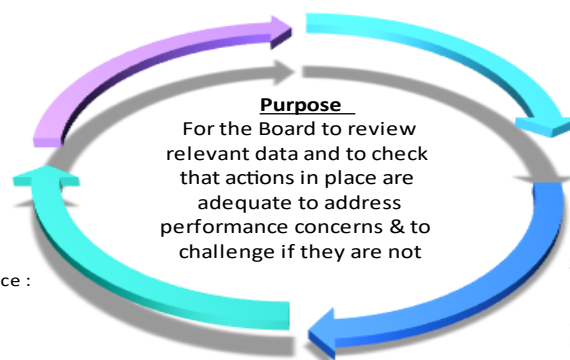 Purpose
For the Board to review
relevant data and to check
that actions in place are
adequate to address
performance concerns & to
challenge if they are not
ce :